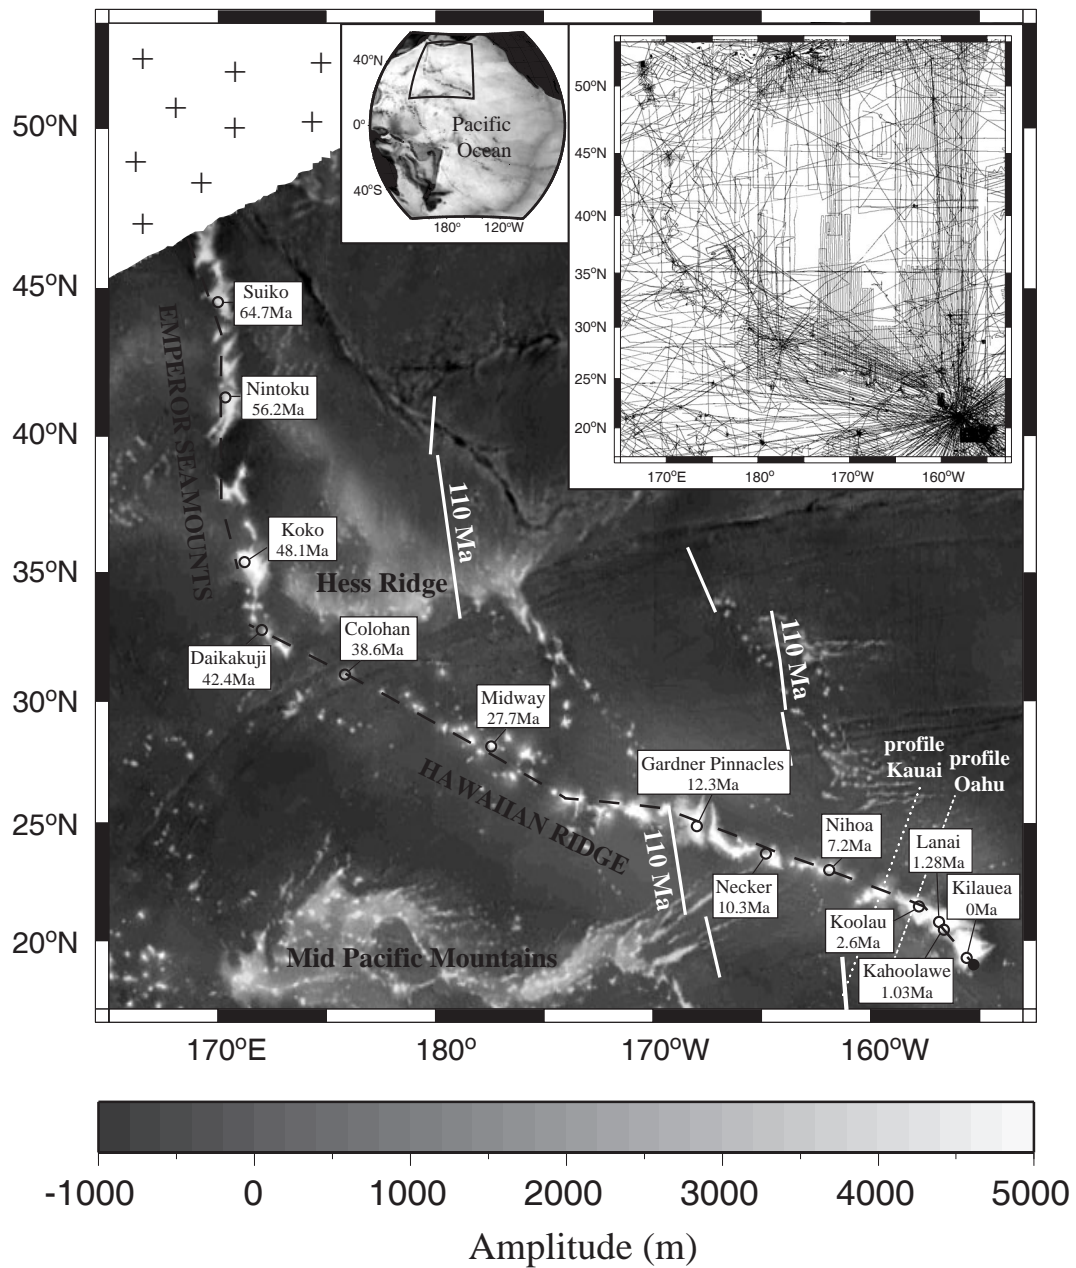 50°N
45°N
40°N
35°N
30°N
25°N
20°N
170°E
180°
170°W
160°W
40°N
0°
40°S
180°
120°W
Pacific
Ocean
50°N
45°N
40°N
35°N
30°N
25°N
20°N
170°E
180°
170°W
160°W
Suiko
64.7Ma
Nintoku
56.2Ma
EMPEROR SEAMOUNTS
Koko
48.1Ma
110 Ma
Hess Ridge
Daikakuji
42.4Ma
Colohan
38.6Ma
110 Ma
Midway
27.7Ma
HAWAIIAN RIDGE
Gardner Pinnacles
12.3Ma
profile
Kauai
profile
Oahu
110 Ma
Necker
10.3Ma
Nihoa
7.2Ma
Lanai
1.28Ma
Kilauea
0Ma
Koolau
2.6Ma
Kahoolawe
1.03Ma
Mid Pacific Mountains
-1000
0
1000
2000
3000
4000
5000
Amplitude (m)